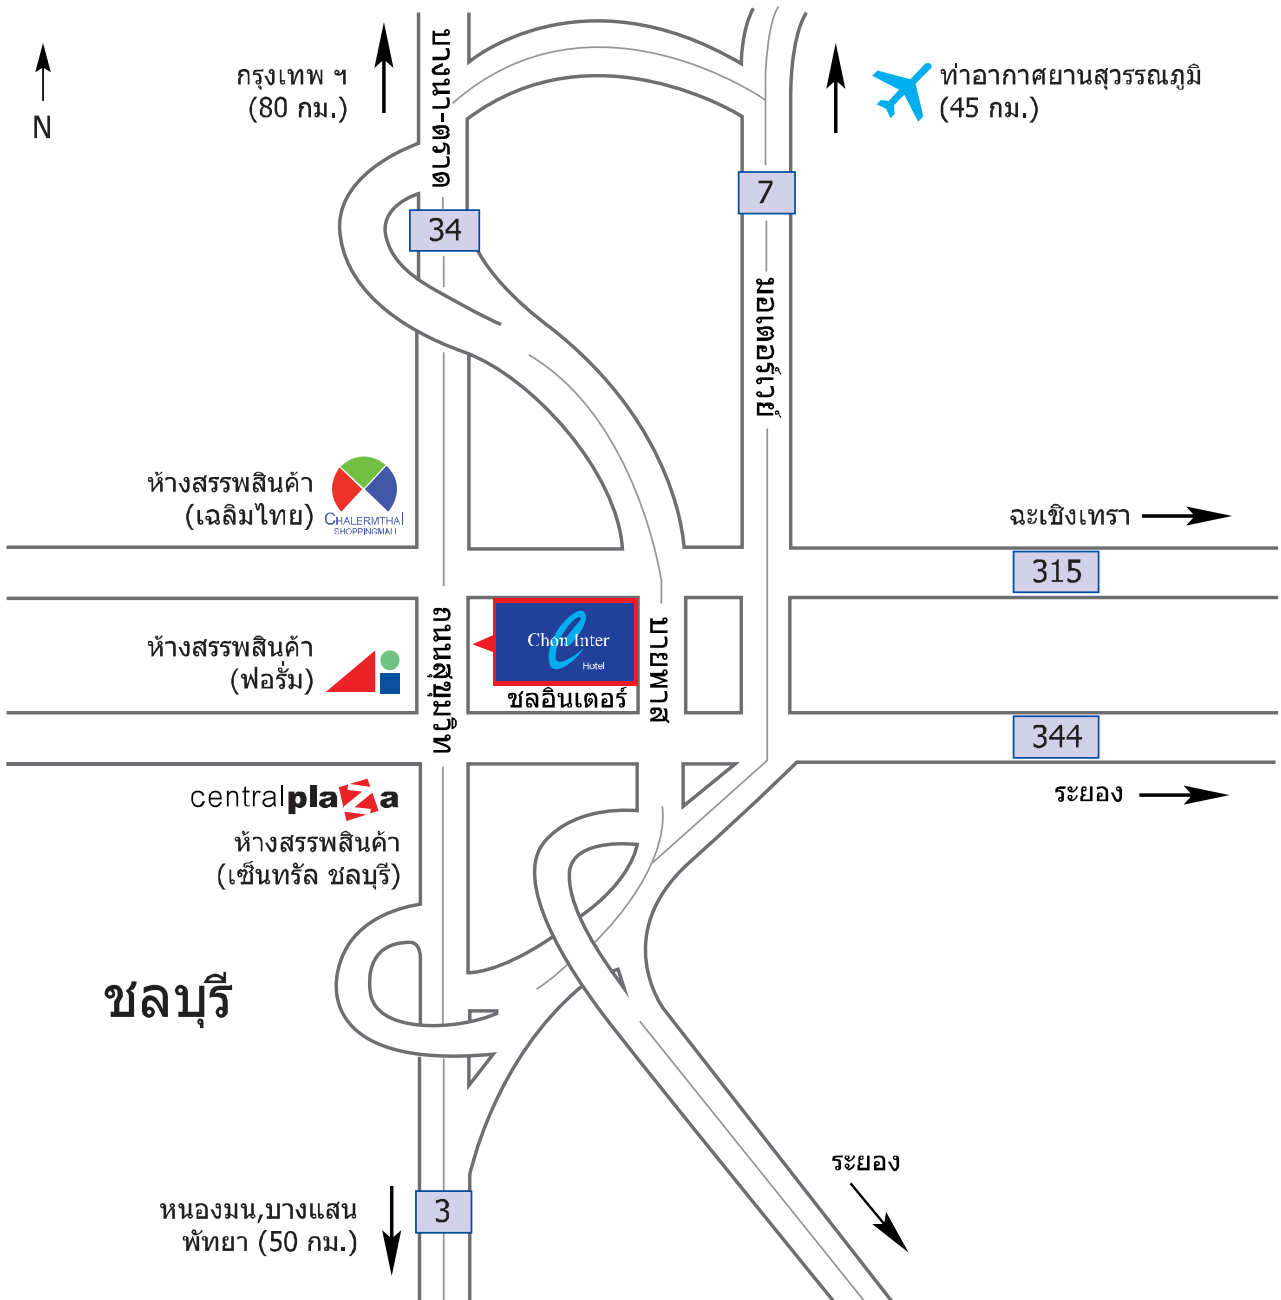 บางนา-ตราด
กรุงเทพ ฯ
(80 กม.)
ท่าอากาศยานสุวรรณภูมิ
(45 กม.)
N
7
34
มอเตอร์เวย์
ห้างสรรพสินค้า
(เฉลิมไทย)
CHALERMTHAI
SHOPPINGMALL
ฉะเชิงเทรา
315
ถนนสุขุมวิท
Chon Inter
Hotel
ชลอินเตอร์
บายพาส
ห้างสรรพสินค้า
(ฟอรั่ม)
344
ระยอง
centralplaza
ห้างสรรพสินค้า
(เซ็นทรัล ชลบุรี)
ชลบุรี
ระยอง
3
หนองมน,บางแสน
พัทยา (50 กม.)